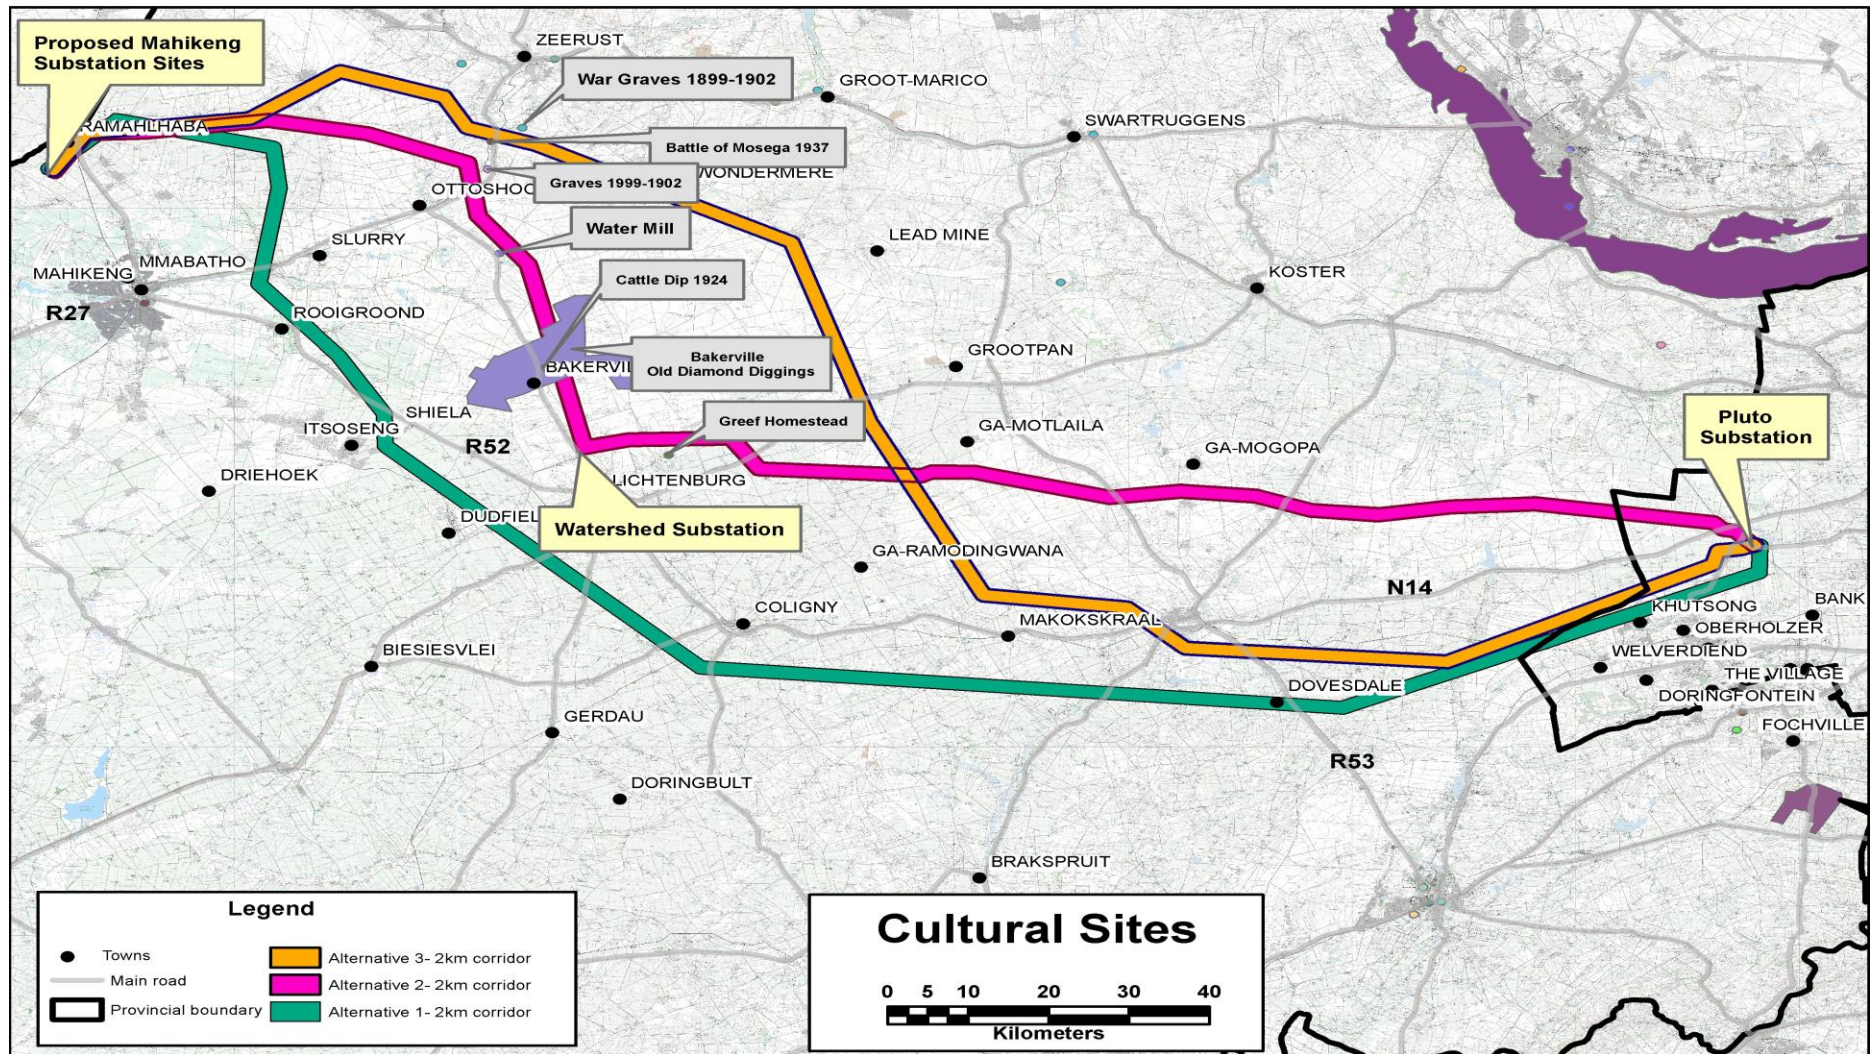 Proposed Mahikeng
Substation Sites
ZEERUST
War Graves 1899-1902
GROOT-MARICO
RAMAHLHABA
SWARTRUGGENS
Battle of Mosega 1937
WONDERMERE
Graves 1999-1902
OTTOSHOO
Water Mill
LEAD MINE
SLURRY
MMABATHO
MAHIKENG
KOSTER
Cattle Dip 1924
R27
ROOIGROOND
Bakerville
Old Diamond Diggings
GROOTPAN
BAKERVIL
SHIELA
Greef Homestead
ITSOSENG
R52
GA-MOTLAILA
Pluto
Substation
GA-MOGOPA
DRIEHOEK
LICHTENBURG
DUDFIEL
Watershed Substation
GA-RAMODINGWANA
N14
COLIGNY
MAKOKSKRAAL
KHUTSONG
BANK
OBERHOLZER
BIESIESVLEI
WELVERDIEND
THE VILLAGE
DOVESDALE
DORINGFONTEIN
GERDAU
FOCHVILLE
R53
DORINGBULT
BRAKSPRUIT
Legend
Towns
Main road
Provincial boundary
Alternative 3- 2km corridor
Alternative 2- 2km corridor
Alternative 1- 2km corridor
Cultural Sites
0 5 10 20 30 40
Kilometers